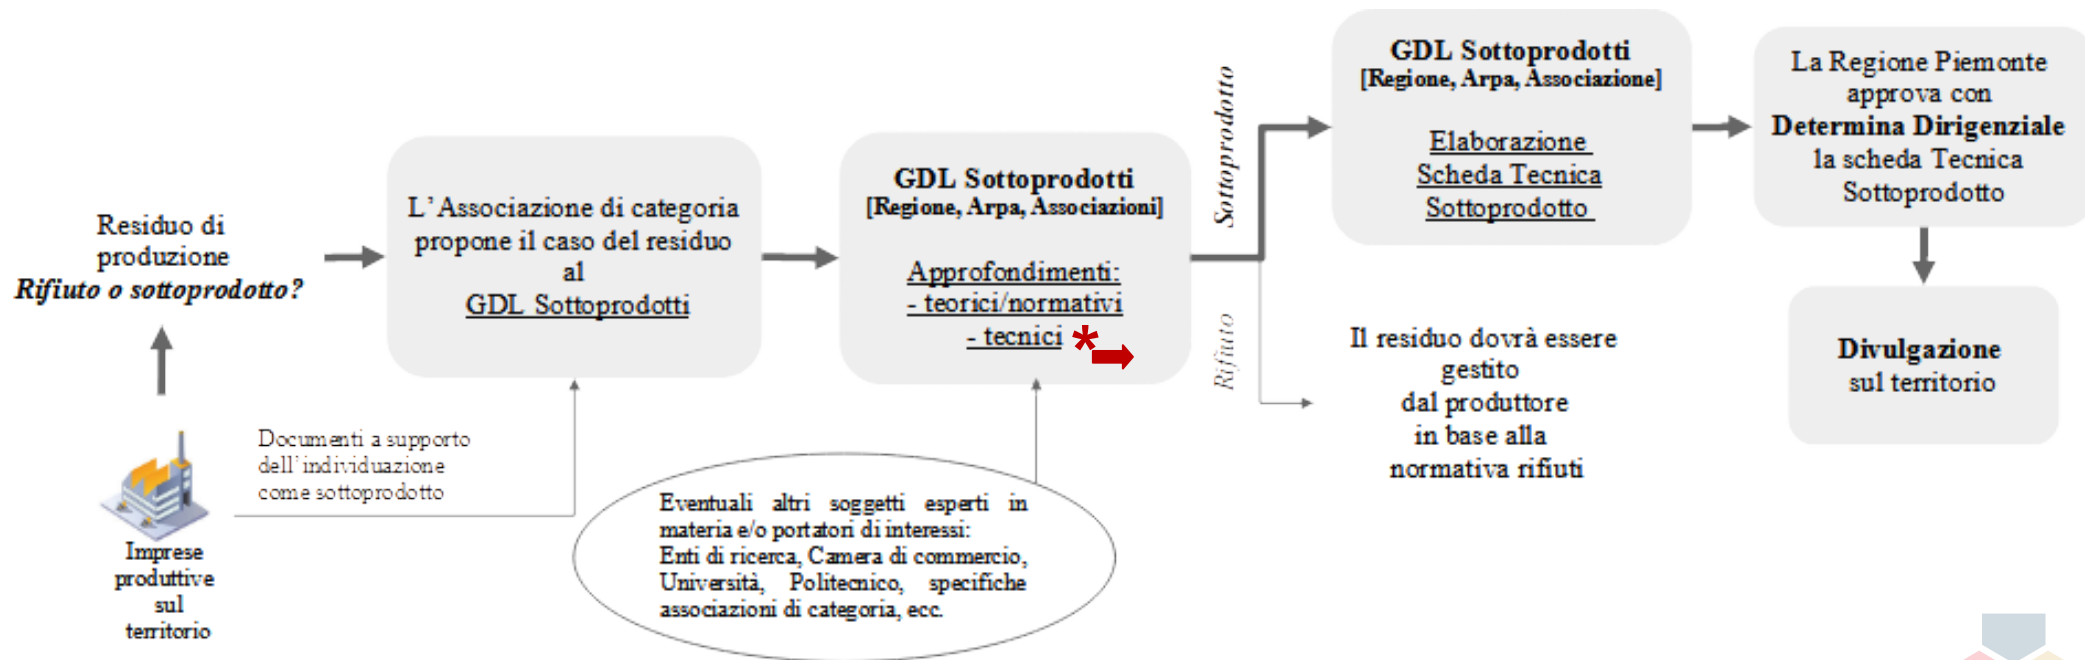 Residuo di
produzione
Rifiuto o sottoprodotto?
Imprese
produttive
sul
territorio
Documenti a supporto
dell'individuazione
come sottoprodotto
L'Associazione di categoria
propone il caso del residuo
al
GDL Sottoprodotti
GDL Sottoprodotti
[Regione, Arpa, Associazioni]
Approfondimenti:
- teorici/normativi
- tecnici *
Eventuali altri soggetti esperti in
materia e/o portatori di interessi:
Enti di ricerca, Camera di commercio,
Università, Politecnico, specifiche
associazioni di categoria, ecc.
Sottoprodotto
Rifiuto
GDL Sottoprodotti
[Regione, Arpa, Associazione]
Elaborazione
Scheda Tecnica
Sottoprodotto
Il residuo dovrà essere
gestito
dal produttore
in base alla
normativa rifiuti
La Regione Piemonte
approva con
Determina Dirigenziale
la scheda Tecnica
Sottoprodotto
Divulgazione
sul territorio